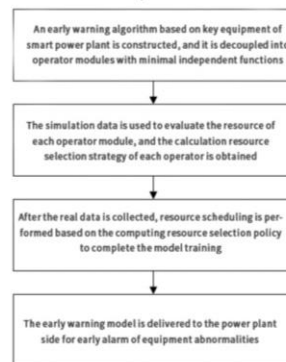 An early warning algorithm based on key equipment of
smart power plant is constructed, and it is decoupled into
operator modules with minimal independent functions
The simulation data is used to evaluate the resource of
each operator module, and the calculation resource
selection strategy of each operator is obtained
After the real data is collected, resource scheduling is per-
formed based on the computing resource selection policy
to complete the model training
The early warning model is delivered to the power plant
side for early alarm of equipment abnormalities